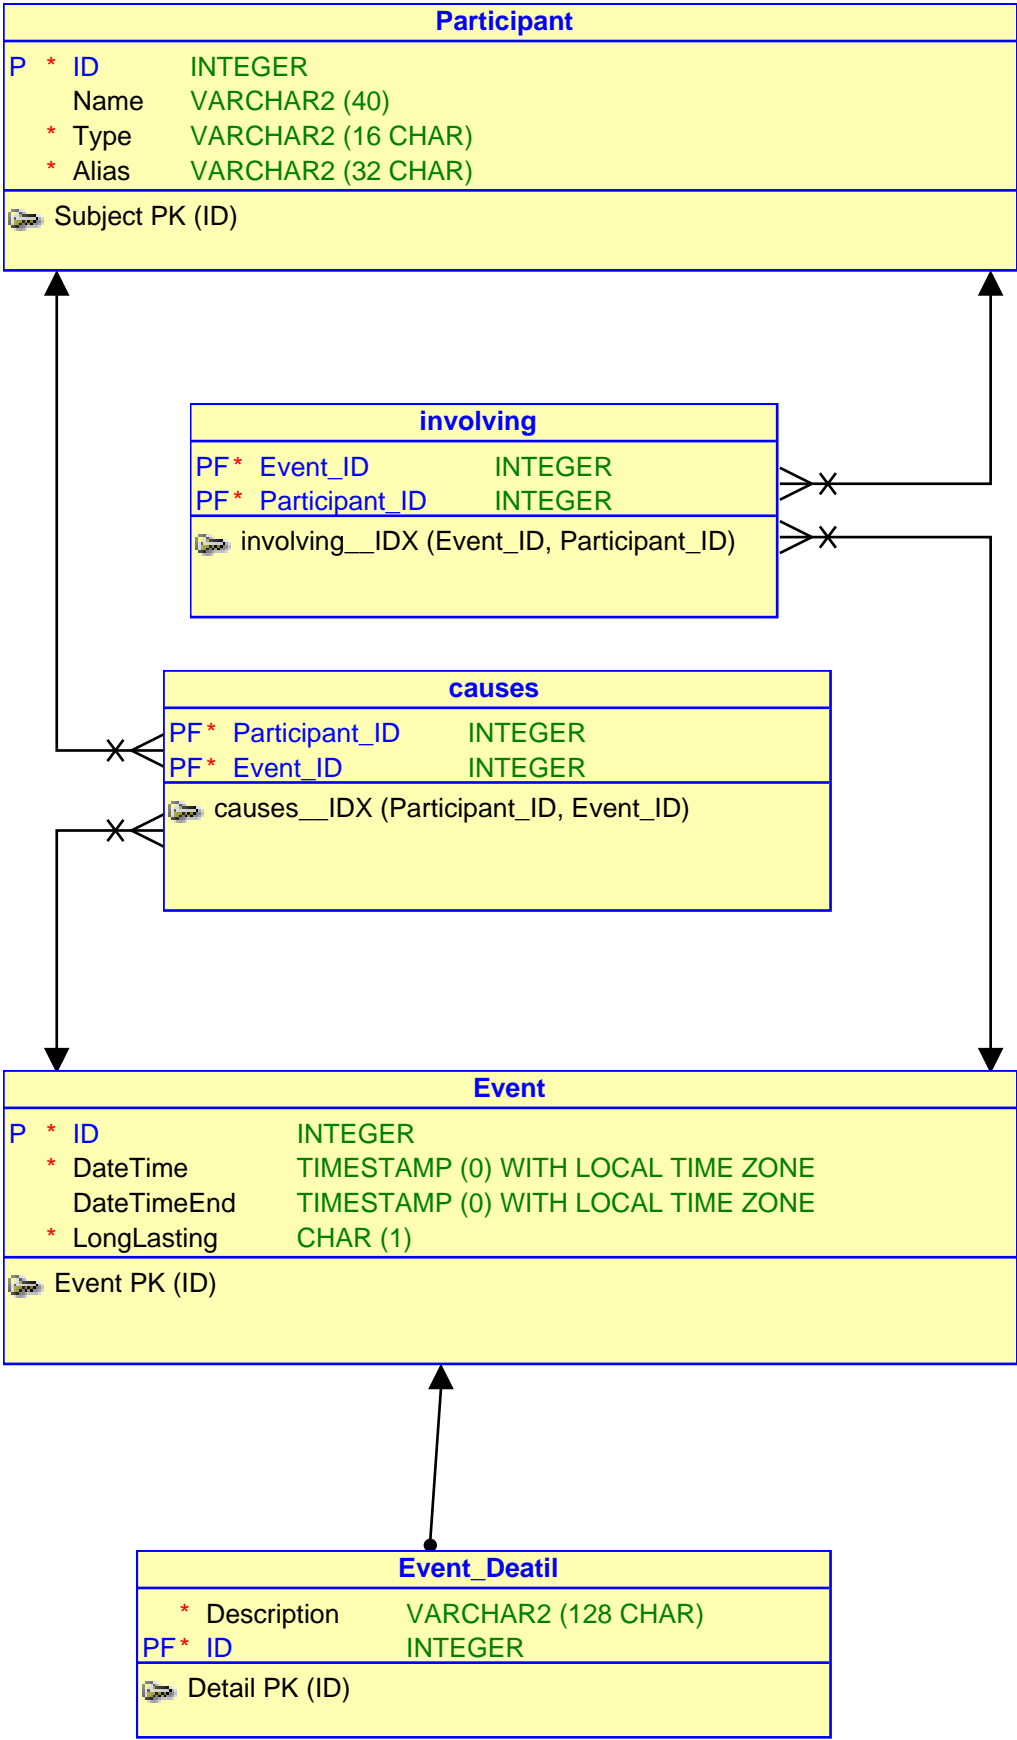 Participant
P * ID INTEGER
Name VARCHAR2 (40)
* Type VARCHAR2 (16 CHAR)
* Alias VARCHAR2 (32 CHAR)
Subject PK (ID)
involving
PF* Event_ID INTEGER
PF* Participant_ID INTEGER
involving__IDX (Event_ID, Participant_ID)
causes
PF* Participant_ID INTEGER
PF* Event_ID INTEGER
causes__IDX (Participant_ID, Event_ID)
Event
P * ID INTEGER
* DateTime TIMESTAMP (0) WITH LOCAL TIME ZONE
DateTimeEnd TIMESTAMP (0) WITH LOCAL TIME ZONE
* LongLasting CHAR (1)
Event PK (ID)
Event_Deatil
* Description VARCHAR2 (128 CHAR)
PF* ID INTEGER
Detail PK (ID)